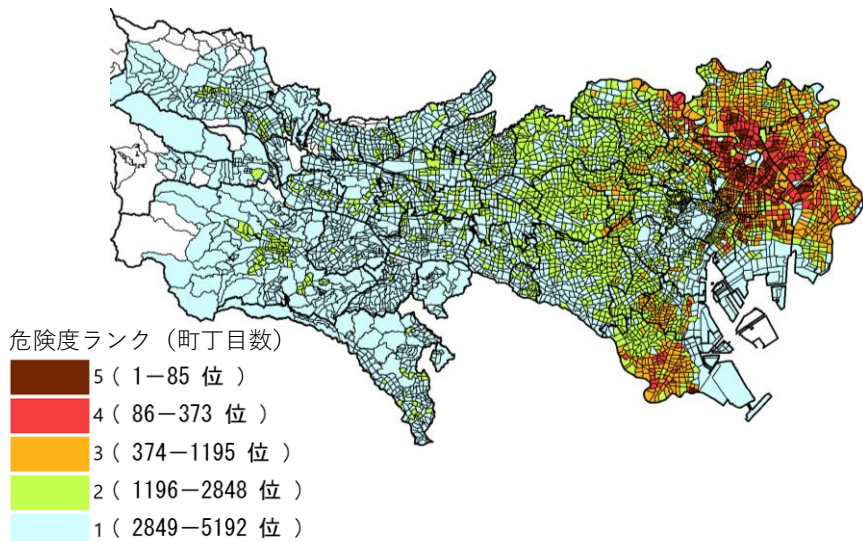 危険度ランク（町丁目数）
5（ 1－85 位 ）
4（ 86－373 位 ）
3（ 374－1195 位 ）
2（ 1196－2848 位 ）
1（ 2849－5192 位 ）